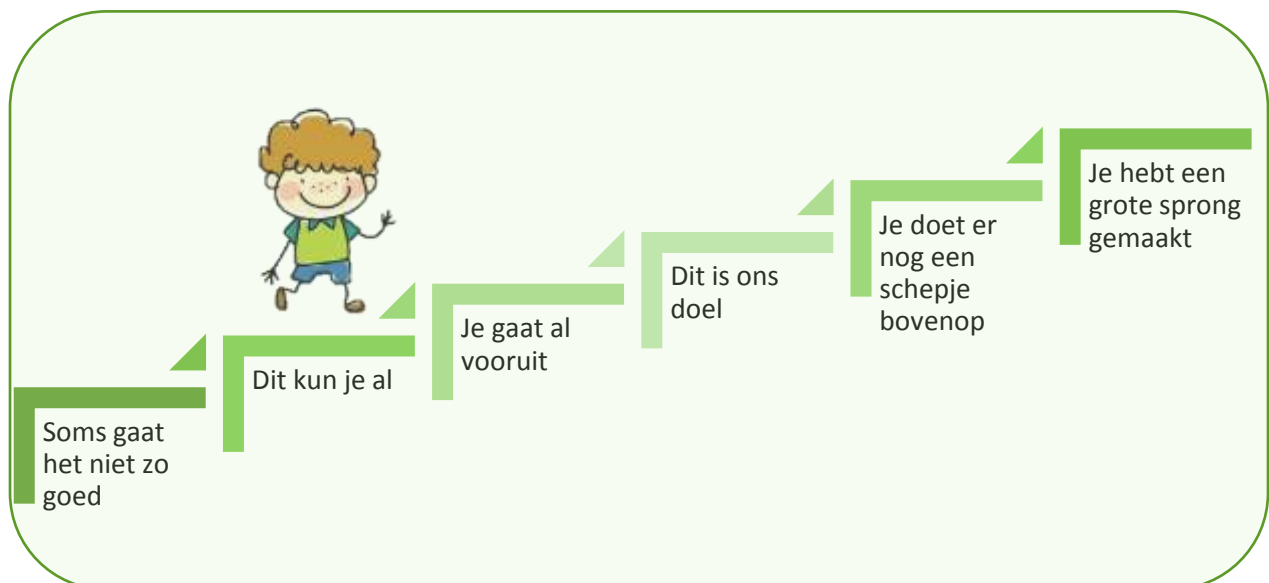 Soms gaat
het niet zo
goed
Dit kun je al
Je gaat al
vooruit
Dit is ons
doel
Je doet er
nog een
schepje
bovenop
Je hebt een
grote sprong
gemaakt